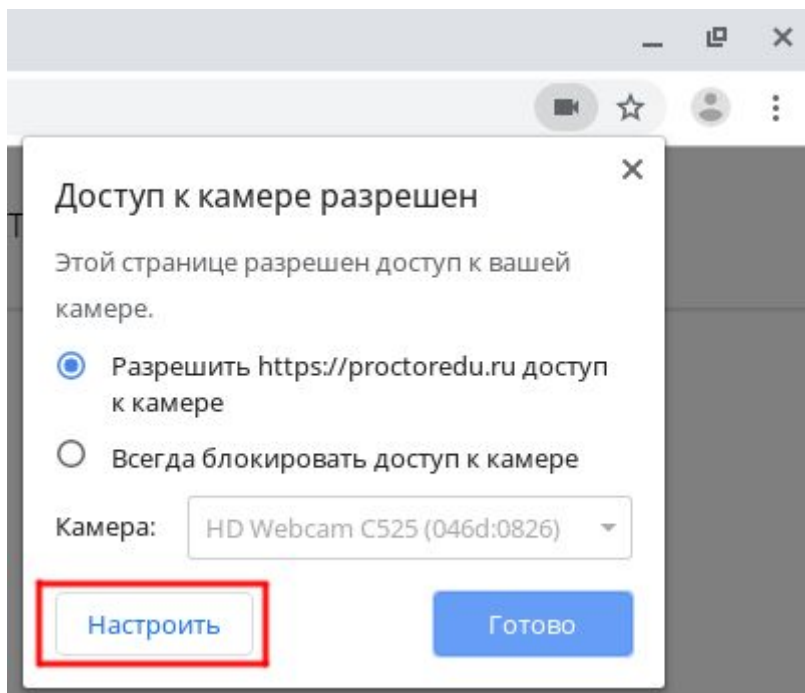 Доступ к камере разрешен
Т
Этой странице разрешен доступ к вашей
камере.
Разрешить https://proctoredu.ru доступ
к камере
Всегда блокировать доступ к камере
Камера: HD Webcam C525 (046d:0826)
Настроить Готово